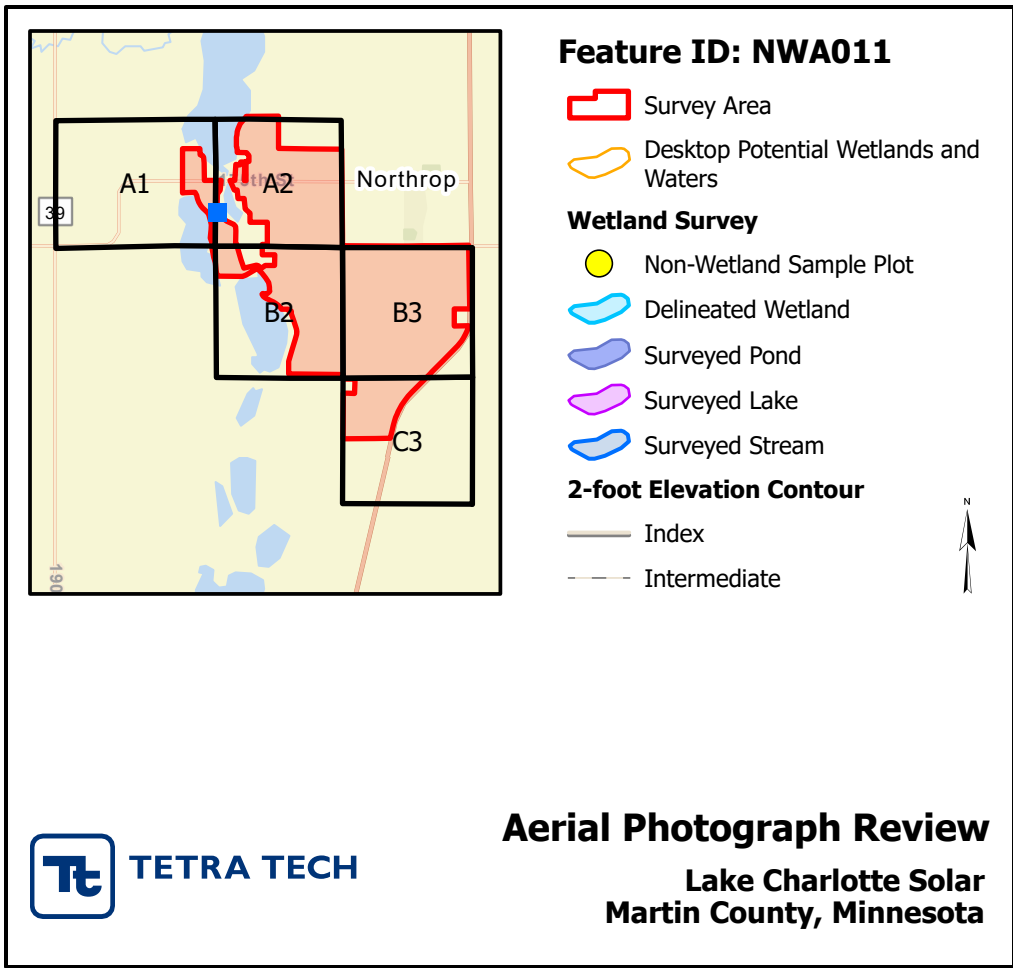 Feature ID: NWA011
Survey Area
Desktop Potential Wetlands and
Waters
Wetland Survey
Non-Wetland Sample Plot
Delineated Wetland
Surveyed Pond
Surveyed Lake
Surveyed Stream
2-foot Elevation Contour
Index
Intermediate
N
A1
A2
Northrop
39
B2
B3
C3
190
Tt
TETRA TECH
Aerial Photograph Review
Lake Charlotte Solar
Martin County, Minnesota